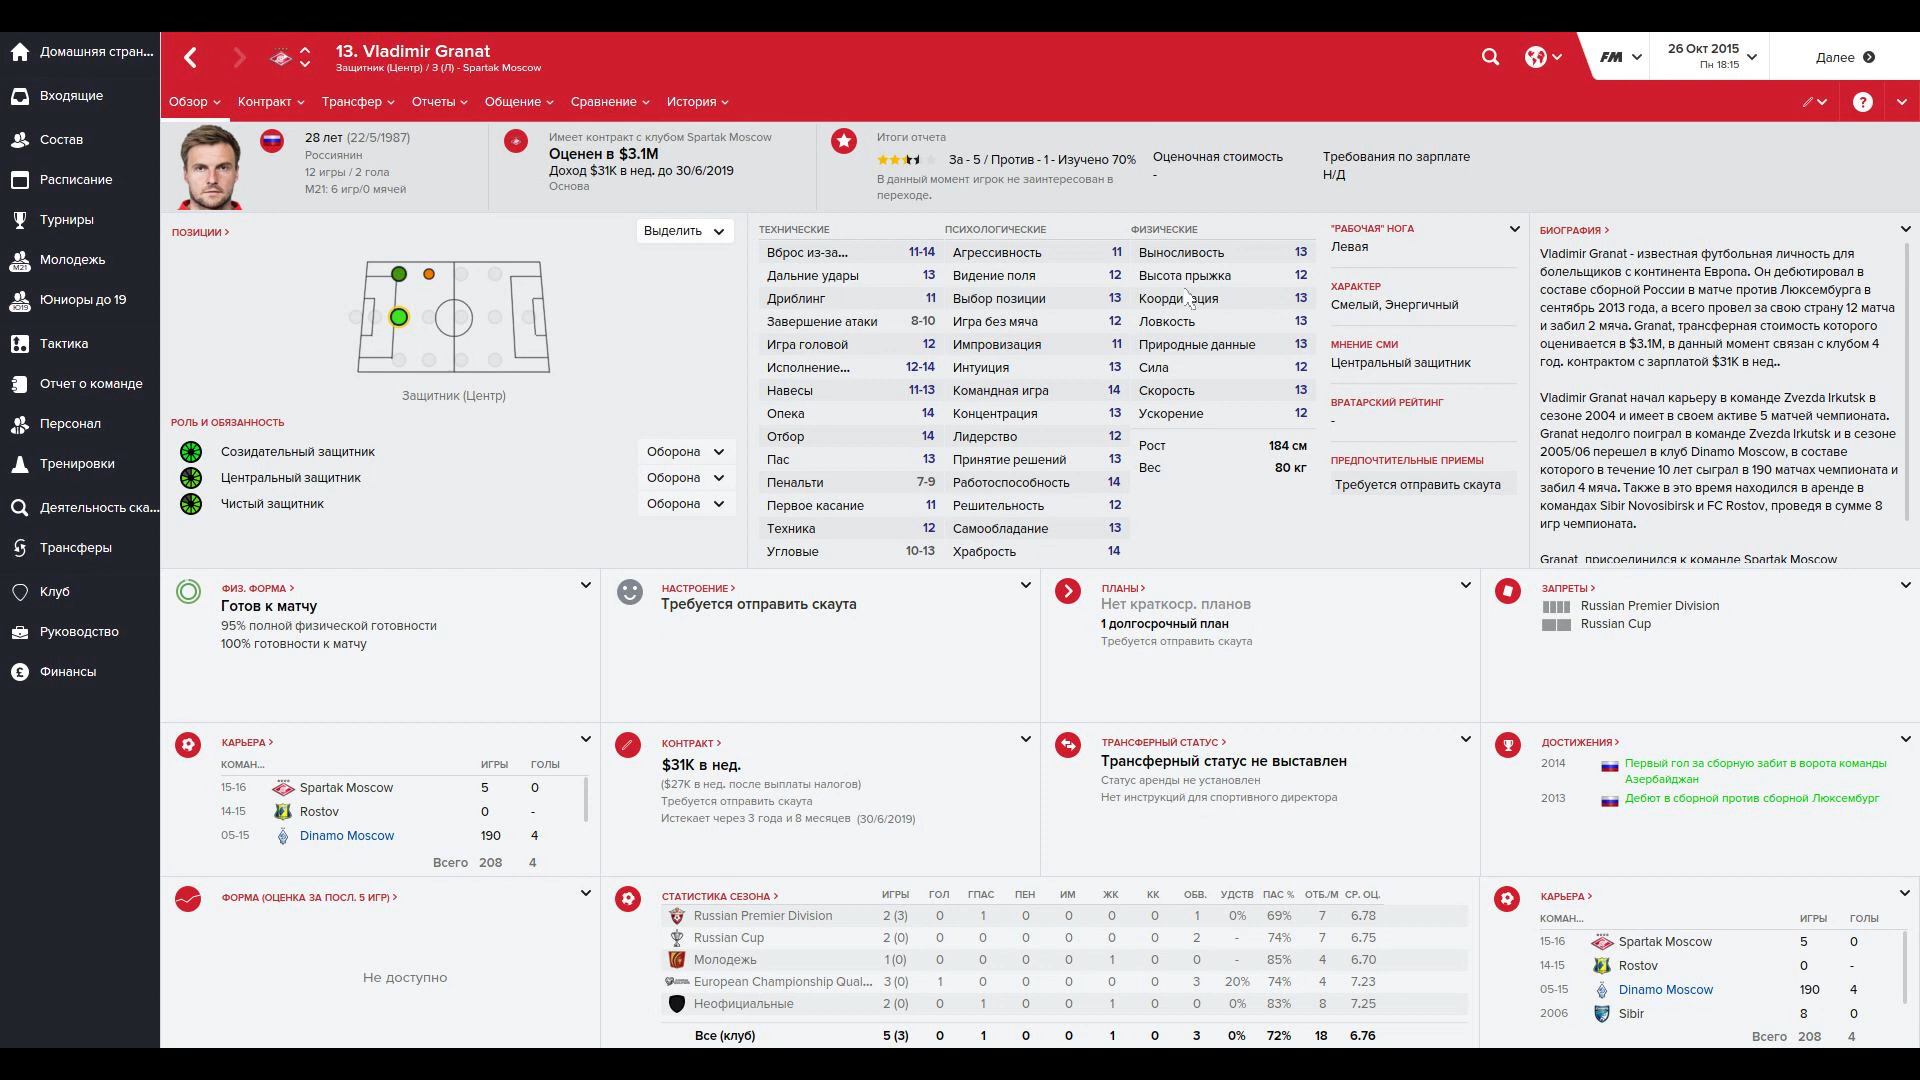 Домашняя стран...
Входящие
Состав
Расписание
Турниры
M21
Молодежь
Ю19
Юниоры до 19
Тактика
Отчет о команде
Персонал
Тренировки
Деятельность ска...
Трансферы
Клуб
Руководство
Финансы
13. Vladimir Granat
Защитник (Центр) / З (Л) - Spartak Moscow
FM
26 Окт 2015
Пн 18:15
Далее
Обзор Контракт Трансфер Отчеты Общение Сравнение История
?
28 лет (22/5/1987)
Россиянин
12 игры / 2 гола
М21: 6 игр/0 мячей
Имеет контракт с клубом Spartak Moscow
Оценен в $3.1M
Доход $31K в нед. до 30/6/2019
Основа
Итоги отчета
За - 5 / Против - 1 - Изучено 70%
В данный момент игрок не заинтересован в
переходе.
Оценочная стоимость
-
Требования по зарплате
Н/Д
ПОЗИЦИИ >
Выделить
Защитник (Центр)
РОЛЬ И ОБЯЗАННОСТЬ
Созидательный защитник Оборона
Центральный защитник Оборона
Чистый защитник Оборона
ТЕХНИЧЕСКИЕ
Вброс из-за... 11-14
Дальние удары 13
Дриблинг 11
Завершение атаки 8-10
Игра головой 12
Исполнение... 12-14
Навесы 11-13
Опека 14
Отбор 14
Пас 13
Пенальти 7-9
Первое касание 11
Техника 12
Угловые 10-13
ПСИХОЛОГИЧЕСКИЕ
Агрессивность 11
Видение поля 12
Выбор позиции 13
Игра без мяча 12
Импровизация 11
Интуиция 13
Командная игра 14
Концентрация 13
Лидерство 12
Принятие решений 13
Работоспособность 14
Решительность 12
Самообладание 13
Храбрость 14
ФИЗИЧЕСКИЕ
Выносливость 13
Высота прыжка 12
Координация 13
Ловкость 13
Природные данные 13
Сила 12
Скорость 13
Ускорение 12
Рост 184 см
Вес 80 кг
"РАБОЧАЯ" НОГА
Левая
ХАРАКТЕР
Смелый, Энергичный
МНЕНИЕ СМИ
Центральный защитник
ВРАТАРСКИЙ РЕЙТИНГ
-
ПРЕДПОЧТИТЕЛЬНЫЕ ПРИЕМЫ
Требуется отправить скаута
БИОГРАФИЯ >
Vladimir Granat - известная футбольная личность для
болельщиков с континента Европа. Он дебютировал в
составе сборной России в матче против Люксембурга в
сентябрь 2013 года, а всего провел за свою страну 12 матча
и забил 2 мяча. Granat, трансферная стоимость которого
оценивается в $3.1M, в данный момент связан с клубом 4
год. контрактом с зарплатой $31K в нед..
Vladimir Granat начал карьеру в команде Zvezda Irkutsk в
сезоне 2004 и имеет в своем активе 5 матчей чемпионата.
Granat недолго поиграл в команде Zvezda Irkutsk и в сезоне
2005/06 перешел в клуб Dinamo Moscow, в составе
которого в течение 10 лет сыграл в 190 матчах чемпионата и
забил 4 мяча. Также в это время находился в аренде в
командах Sibir Novosibirsk и FC Rostov, проведя в сумме 8
игр чемпионата.
Granat присоединился к команде Spartak Moscow
ФИЗ. ФОРМА >
Готов к матчу
95% полной физической готовности
100% готовности к матчу
НАСТРОЕНИЕ >
Требуется отправить скаута
ПЛАНЫ >
Нет краткоср. планов
1 долгосрочный план
Требуется отправить скаута
ЗАПРЕТЫ >
Russian Premier Division
Russian Cup
КАРЬЕРА >
КОМАН... ИГРЫ ГОЛЫ
15-16 Spartak Moscow 5 0
14-15 Rostov 0 -
05-15 Dinamo Moscow 190 4
Всего 208 4
КОНТРАКТ >
$31K в нед.
($27K в нед. после выплаты налогов)
Требуется отправить скаута
Истекает через 3 года и 8 месяцев (30/6/2019)
ТРАНСФЕРНЫЙ СТАТУС >
Трансферный статус не выставлен
Статус аренды не установлен
Нет инструкций для спортивного директора
ДОСТИЖЕНИЯ >
2014 Первый гол за сборную забит в ворота команды
Азербайджан
2013 Дебют в сборной против сборной Люксембург
ФОРМА (ОЦЕНКА ЗА ПОСЛ. 5 ИГР) >
Не доступно
СТАТИСТИКА СЕЗОНА > ИГРЫ ГОЛ ГПАС ПЕН ИМ ЖК КК ОБВ. УДСТВ ПАС % ОТБ./М СР. ОЦ.
Russian Premier Division 2 (3) 0 1 0 0 0 0 1 0% 69% 7 6.78
Russian Cup 2 (0) 0 0 0 0 0 0 2 - 74% 7 6.75
Молодежь 1 (0) 0 0 0 0 1 0 0 - 85% 4 6.70
European Championship Qual... 3 (0) 1 0 0 0 0 0 3 20% 74% 4 7.23
Неофициальные 2 (0) 0 1 0 0 1 0 0 0% 83% 8 7.25
Все (клуб) 5 (3) 0 1 0 0 1 0 3 0% 72% 18 6.76
КАРЬЕРА >
КОМАН... ИГРЫ ГОЛЫ
15-16 Spartak Moscow 5 0
14-15 Rostov 0 -
05-15 Dinamo Moscow 190 4
2006 Sibir 8 0
Всего 208 4